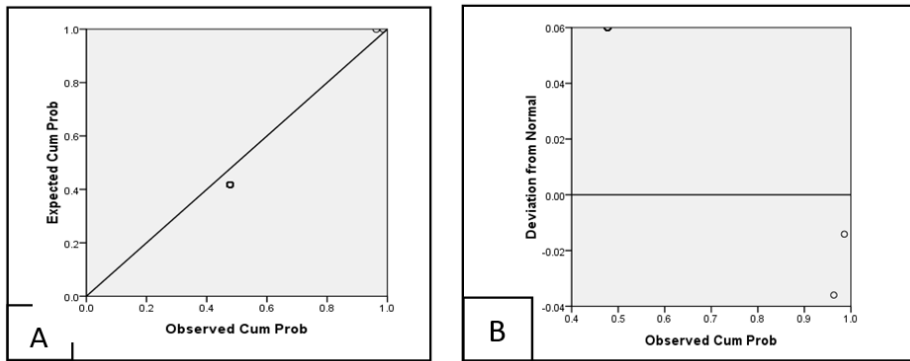 Expected Cum Prob
1.0
0.8
0.6
0.4
0.2
0.0
0.0 0.2 0.4 0.6 0.8 1.0
Observed Cum Prob
A
Deviation from Normal
0.06
0.04
0.02
0.00
-0.02
-0.04
0.4 0.5 0.6 0.7 0.8 0.9 1.0
Observed Cum Prob
B